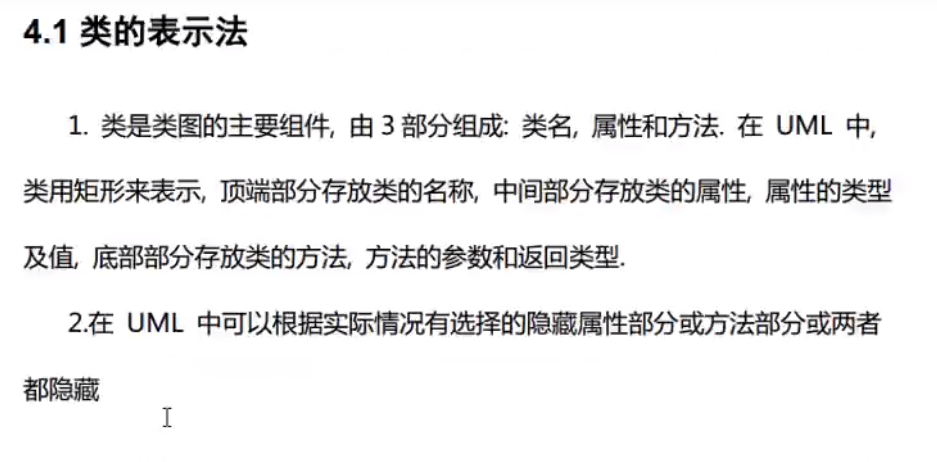 4.1 类的表示法
1. 类是类图的主要组件, 由 3 部分组成: 类名, 属性和方法. 在 UML 中,
类用矩形来表示, 顶端部分存放类的名称, 中间部分存放类的属性, 属性的类型
及值, 底部部分存放类的方法, 方法的参数和返回类型.
2.在 UML 中可以根据实际情况有选择的隐藏属性部分或方法部分或两者
都隐藏